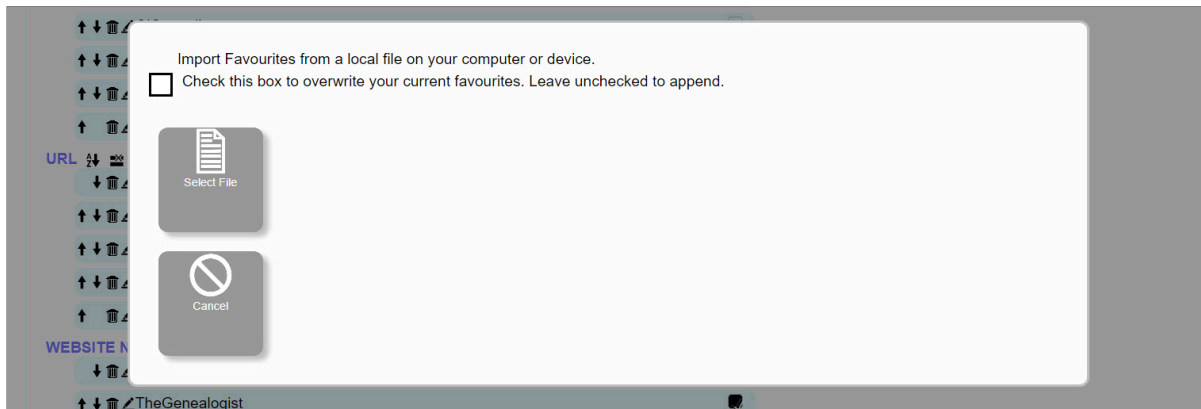 Import Favourites from a local file on your computer or device.
Check this box to overwrite your current favourites. Leave unchecked to append.
Select File
URL
Cancel
WEBSITE N
TheGenealogist